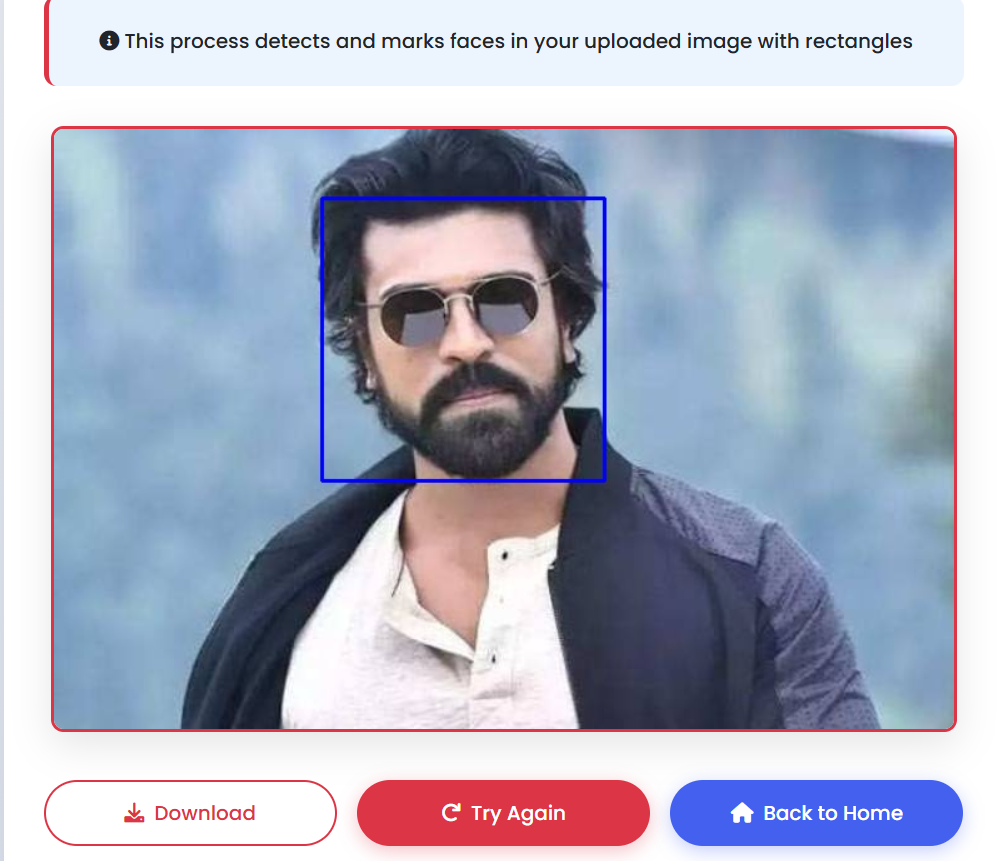 This process detects and marks faces in your uploaded image with rectangles
Download
Try Again
Back to Home